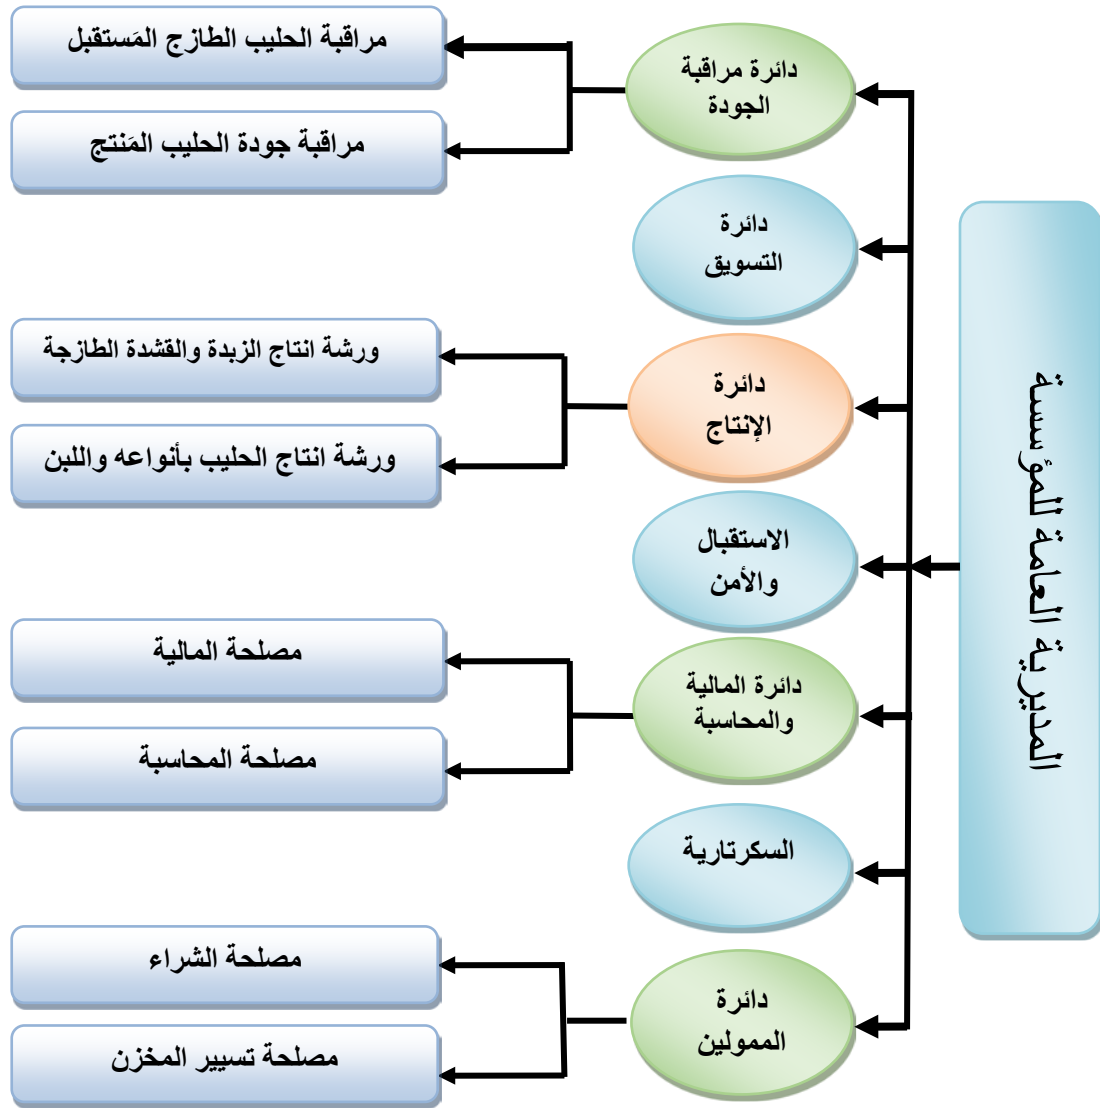 المديرية العامة للمؤسسة
دائرة مراقبة
الجودة
مراقبة الحليب الطازج المَستقبل
مراقبة جودة الحليب المَنتج
دائرة
التسويق
دائرة
الإنتاج
ورشة انتاج الزبدة والقشدة الطازجة
ورشة انتاج الحليب بأنواعه واللبن
الاستقبال
والأمن
دائرة المالية
والمحاسبة
مصلحة المالية
مصلحة المحاسبة
السكرتارية
دائرة
الممولين
مصلحة الشراء
مصلحة تسيير المخزن